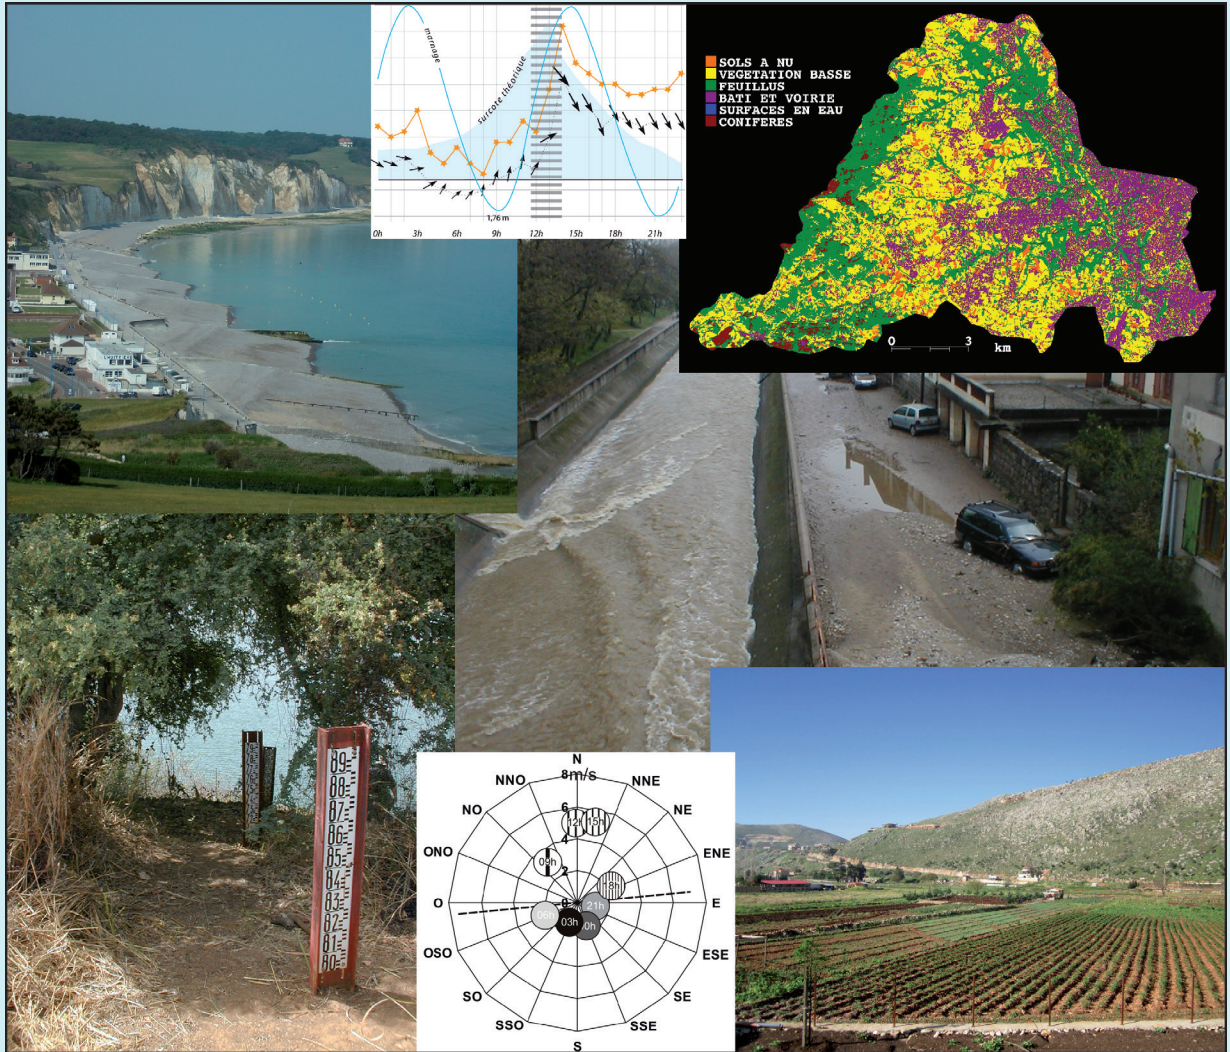 marnage
surcote théorique
1,76 m
0h 3h 6h 9h 12h 15h 18h 21h
SOLS A NU
VEGETATION BASSE
FEUILLUS
BATI ET VOIRIE
SURFACES EN EAU
CONIFERES
0 3
km
89
88
87
86
85
84
83
82
81
80
N
NNO 8 m/s NNE
NO 6 NE
12h 15h
4
ONO 09h ENE
2
18h
O 0 E
06h 21h
03h 00h
OSO ESE
SO SE
SSO SSE
S